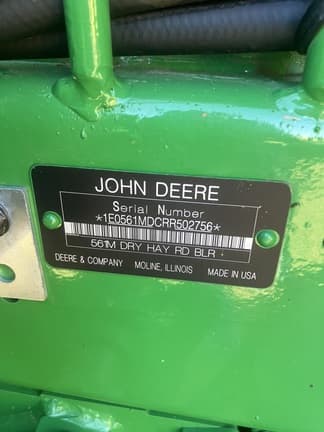 JOHN DEERE
Serial Number
*1E0561MDCRR502756*
561M DRY HAY RD BLR
DEERE & COMPANY MOLINE, ILLINOIS MADE IN USA